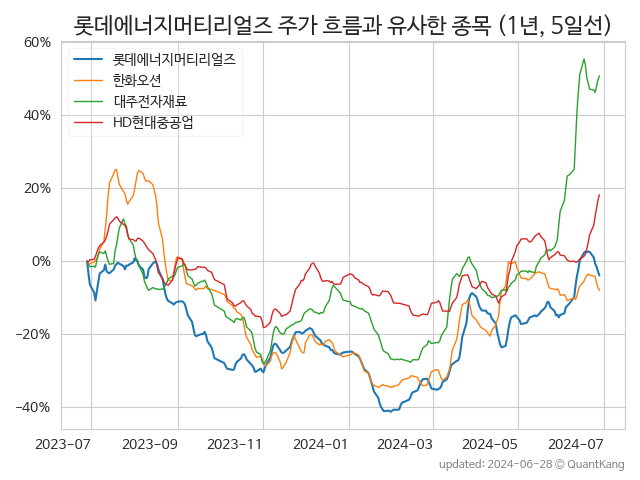 롯데에너지머티리얼즈 주가 흐름과 유사한 종목 (1년, 5일선)
60%
40%
20%
0%
−20%
−40%
롯데에너지머티리얼즈
한화오션
대주전자재료
HD현대중공업
2023-07 2023-09 2023-11 2024-01 2024-03 2024-05 2024-07
updated: 2024-06-28 © QuantKang